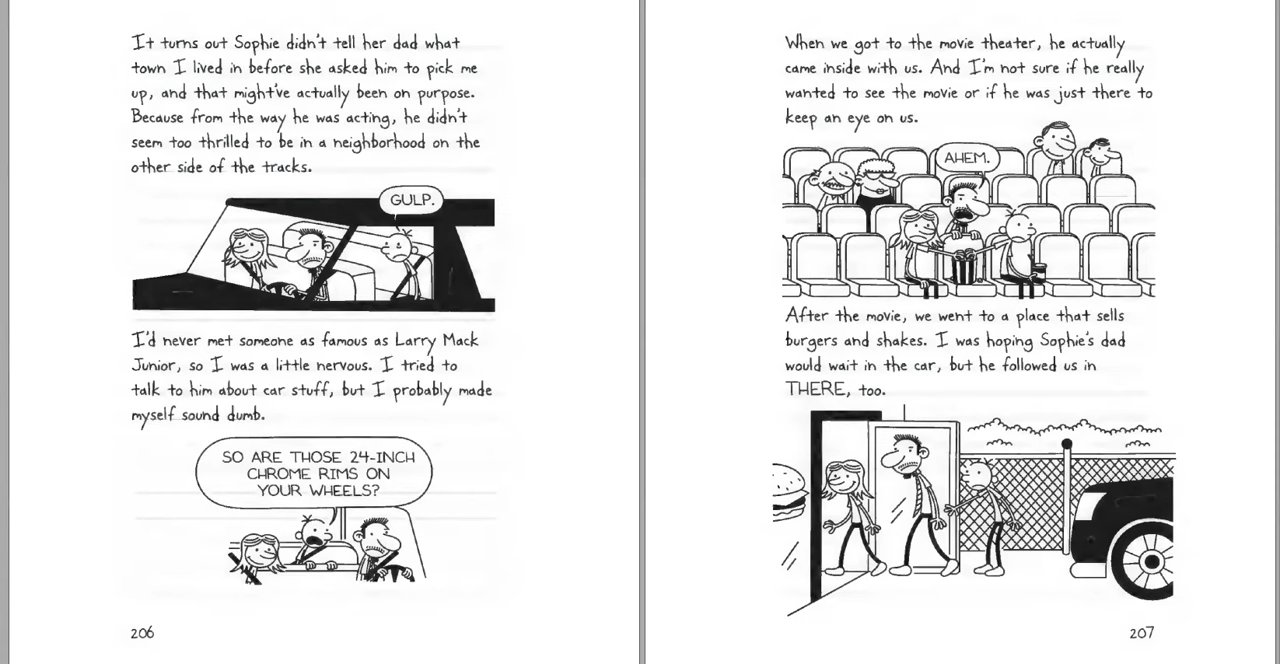 It turns out Sophie didn't tell her dad what
town I lived in before she asked him to pick me
up, and that might've actually been on purpose.
Because from the way he was acting, he didn't
seem too thrilled to be in a neighborhood on the
other side of the tracks.
GULP.
I'd never met someone as famous as Larry Mack
Junior, so I was a little nervous. I tried to
talk to him about car stuff, but I probably made
myself sound dumb.
SO ARE THOSE 24-INCH
CHROME RIMS ON
YOUR WHEELS?
206
When we got to the movie theater, he actually
came inside with us. And I'm not sure if he really
wanted to see the movie or if he was just there to
keep an eye on us.
AHEM.
After the movie, we went to a place that sells
burgers and shakes. I was hoping Sophie's dad
would wait in the car, but he followed us in
THERE, too.
207